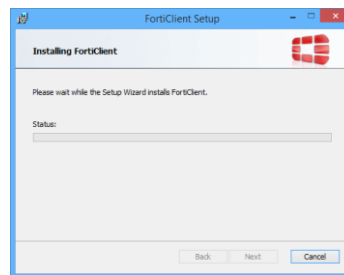 FortiClient Setup
Installing FortiClient
Please wait while the Setup Wizard installs FortiClient.
Status:
Back Next Cancel